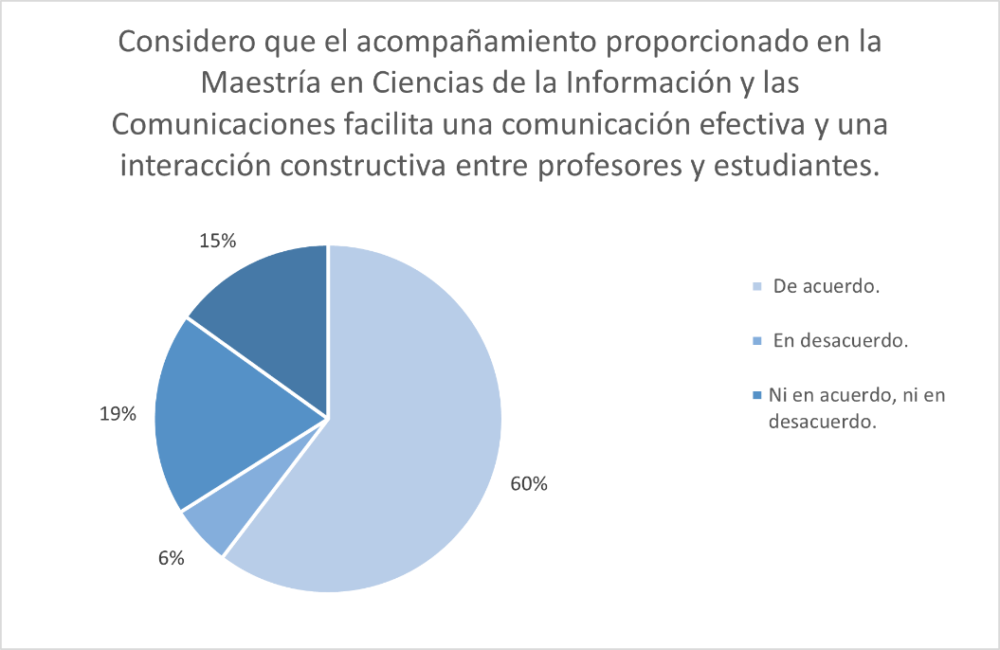 Considero que el acompañamiento proporcionado en la
Maestría en Ciencias de la Información y las
Comunicaciones facilita una comunicación efectiva y una
interacción constructiva entre profesores y estudiantes.
15%
De acuerdo.
En desacuerdo.
Ni en acuerdo, ni en
desacuerdo.
19%
60%
6%